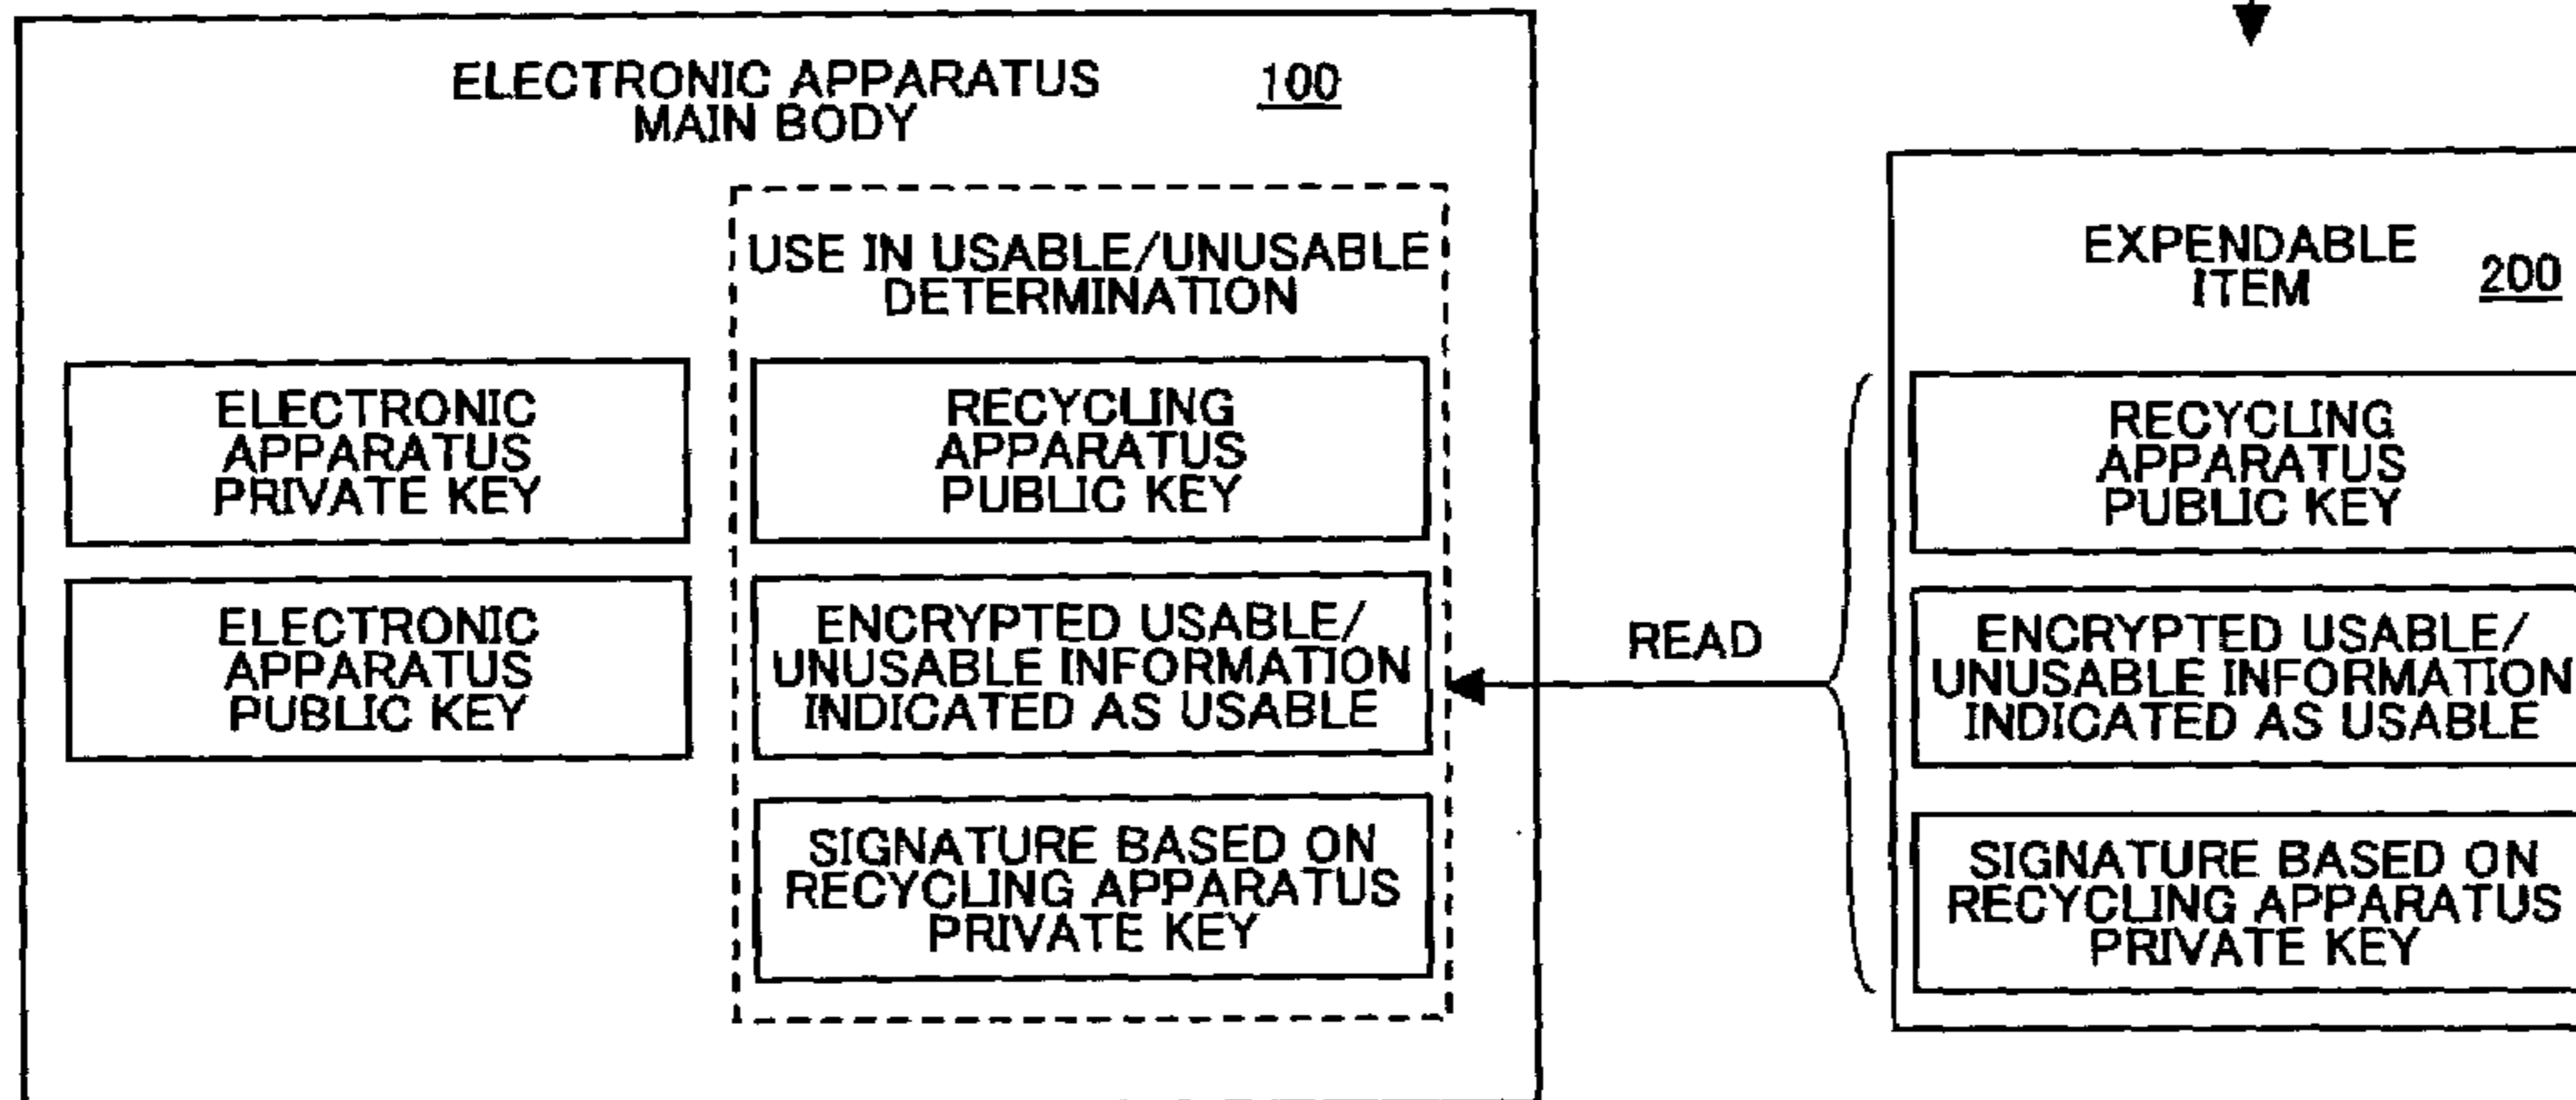 ELECTRONIC APPARATUS 100
MAIN BODY
USE IN USABLE/UNUSABLE
DETERMINATION
ELECTRONIC
APPARATUS
PRIVATE KEY
ELECTRONIC
APPARATUS
PUBLIC KEY
RECYCLING
APPARATUS
PUBLIC KEY
ENCRYPTED USABLE/
UNUSABLE INFORMATION
INDICATED AS USABLE
SIGNATURE BASED ON
RECYCLING APPARATUS
PRIVATE KEY
READ
EXPENDABLE
ITEM 200
RECYCLING
APPARATUS
PUBLIC KEY
ENCRYPTED USABLE/
UNUSABLE INFORMATION
INDICATED AS USABLE
SIGNATURE BASED ON
RECYCLING APPARATUS
PRIVATE KEY